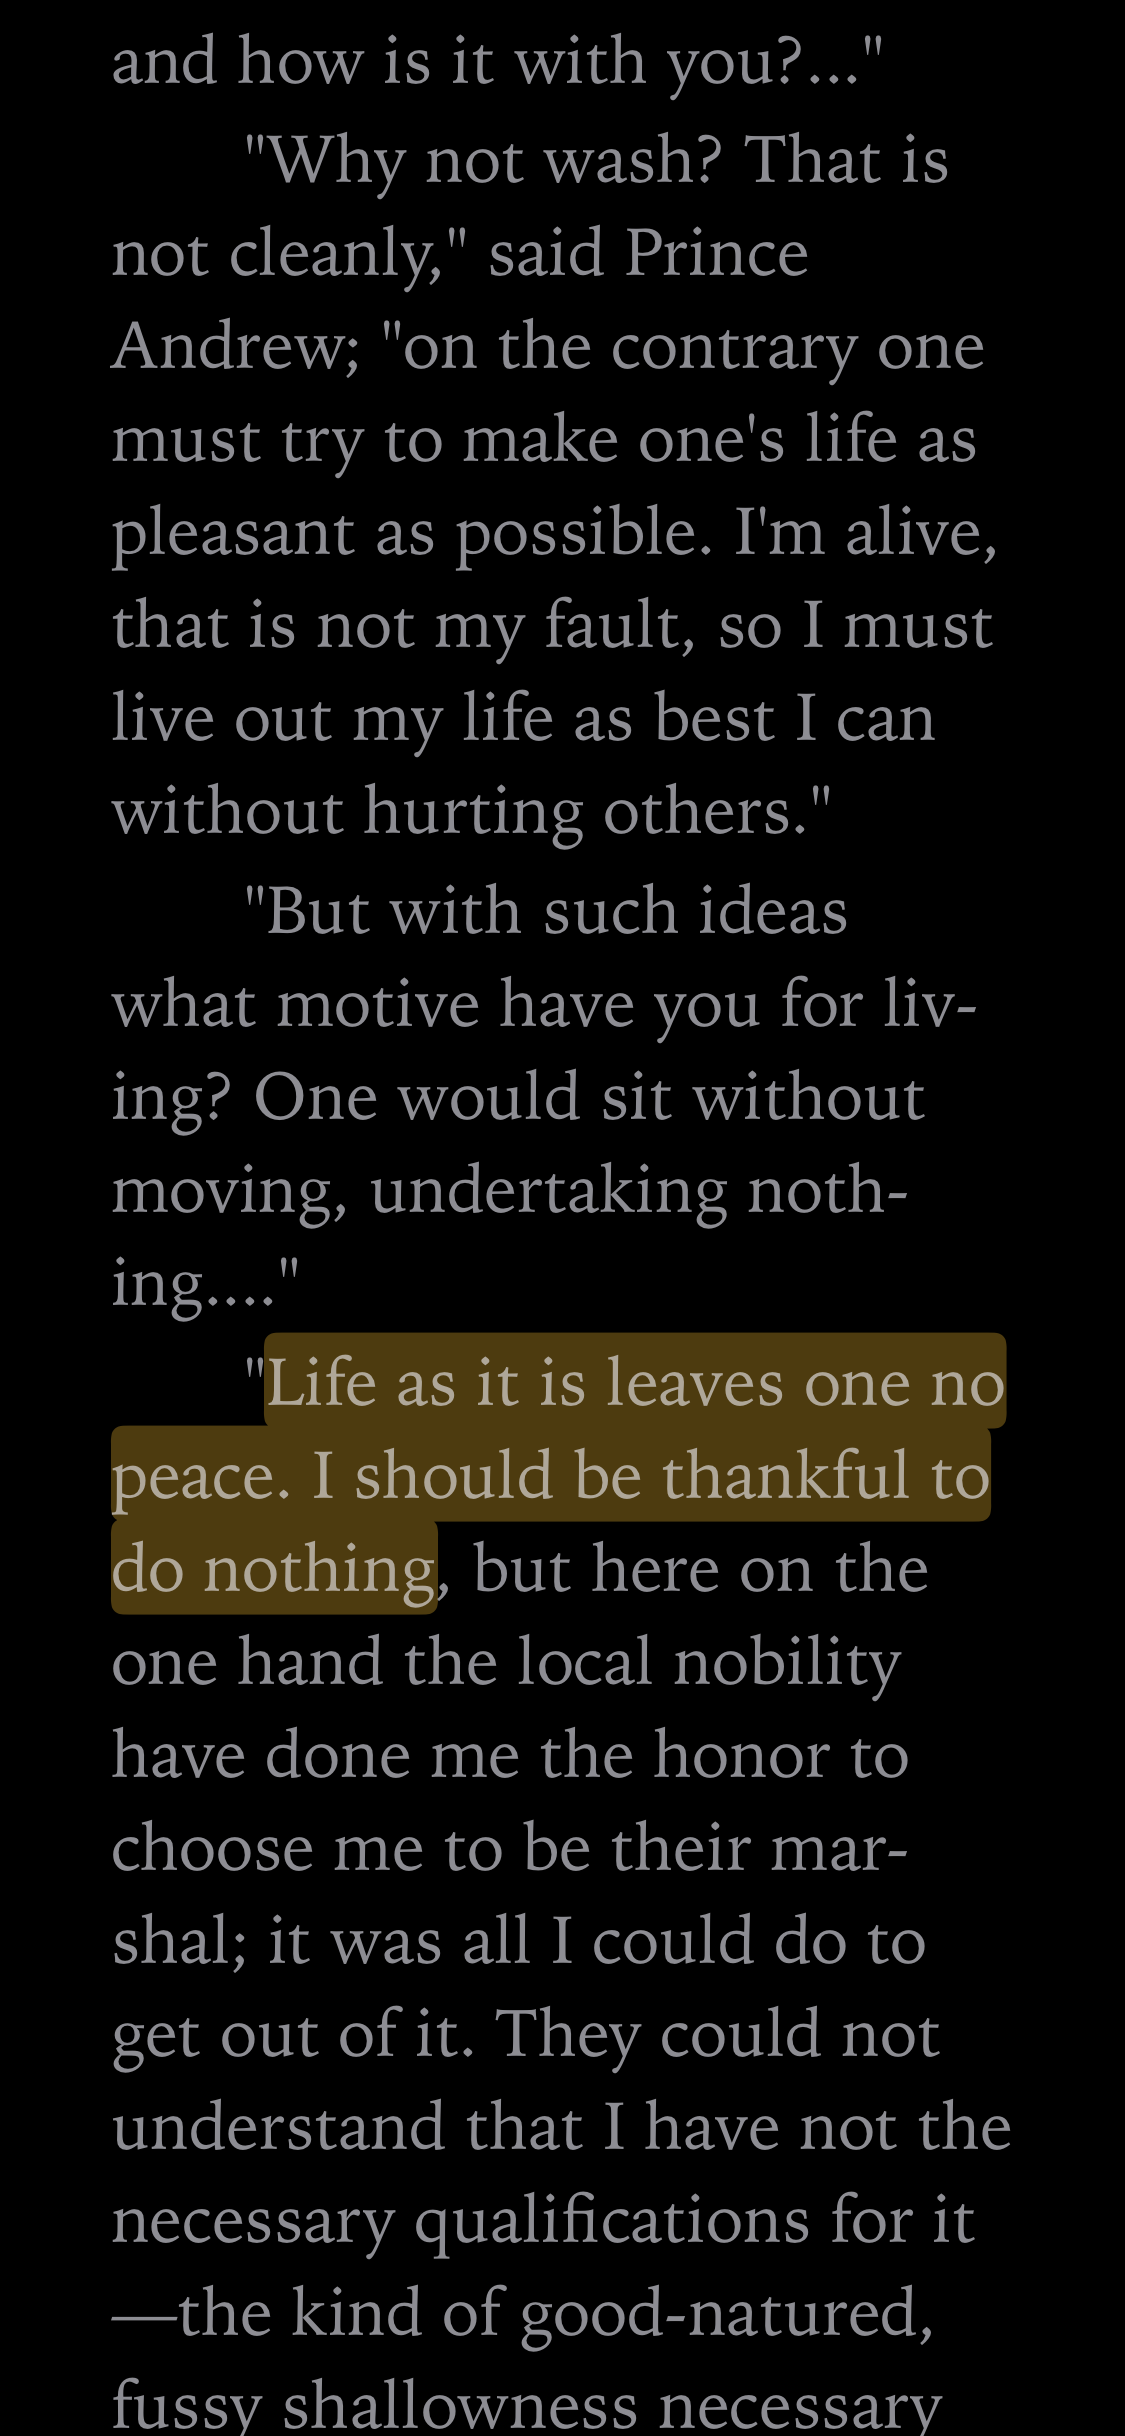 and how is it with you?..."
"Why not wash? That is
not cleanly," said Prince
Andrew; "on the contrary one
must try to make one's life as
pleasant as possible. I'm alive,
that is not my fault, so I must
live out my life as best I can
without hurting others."
"But with such ideas
what motive have you for liv-
ing? One would sit without
moving, undertaking noth-
ing...."
"Life as it is leaves one no
peace. I should be thankful to
do nothing, but here on the
one hand the local nobility
have done me the honor to
choose me to be their mar-
shal; it was all I could do to
get out of it. They could not
understand that I have not the
necessary qualifications for it
—the kind of good-natured,
fussy shallowness necessary